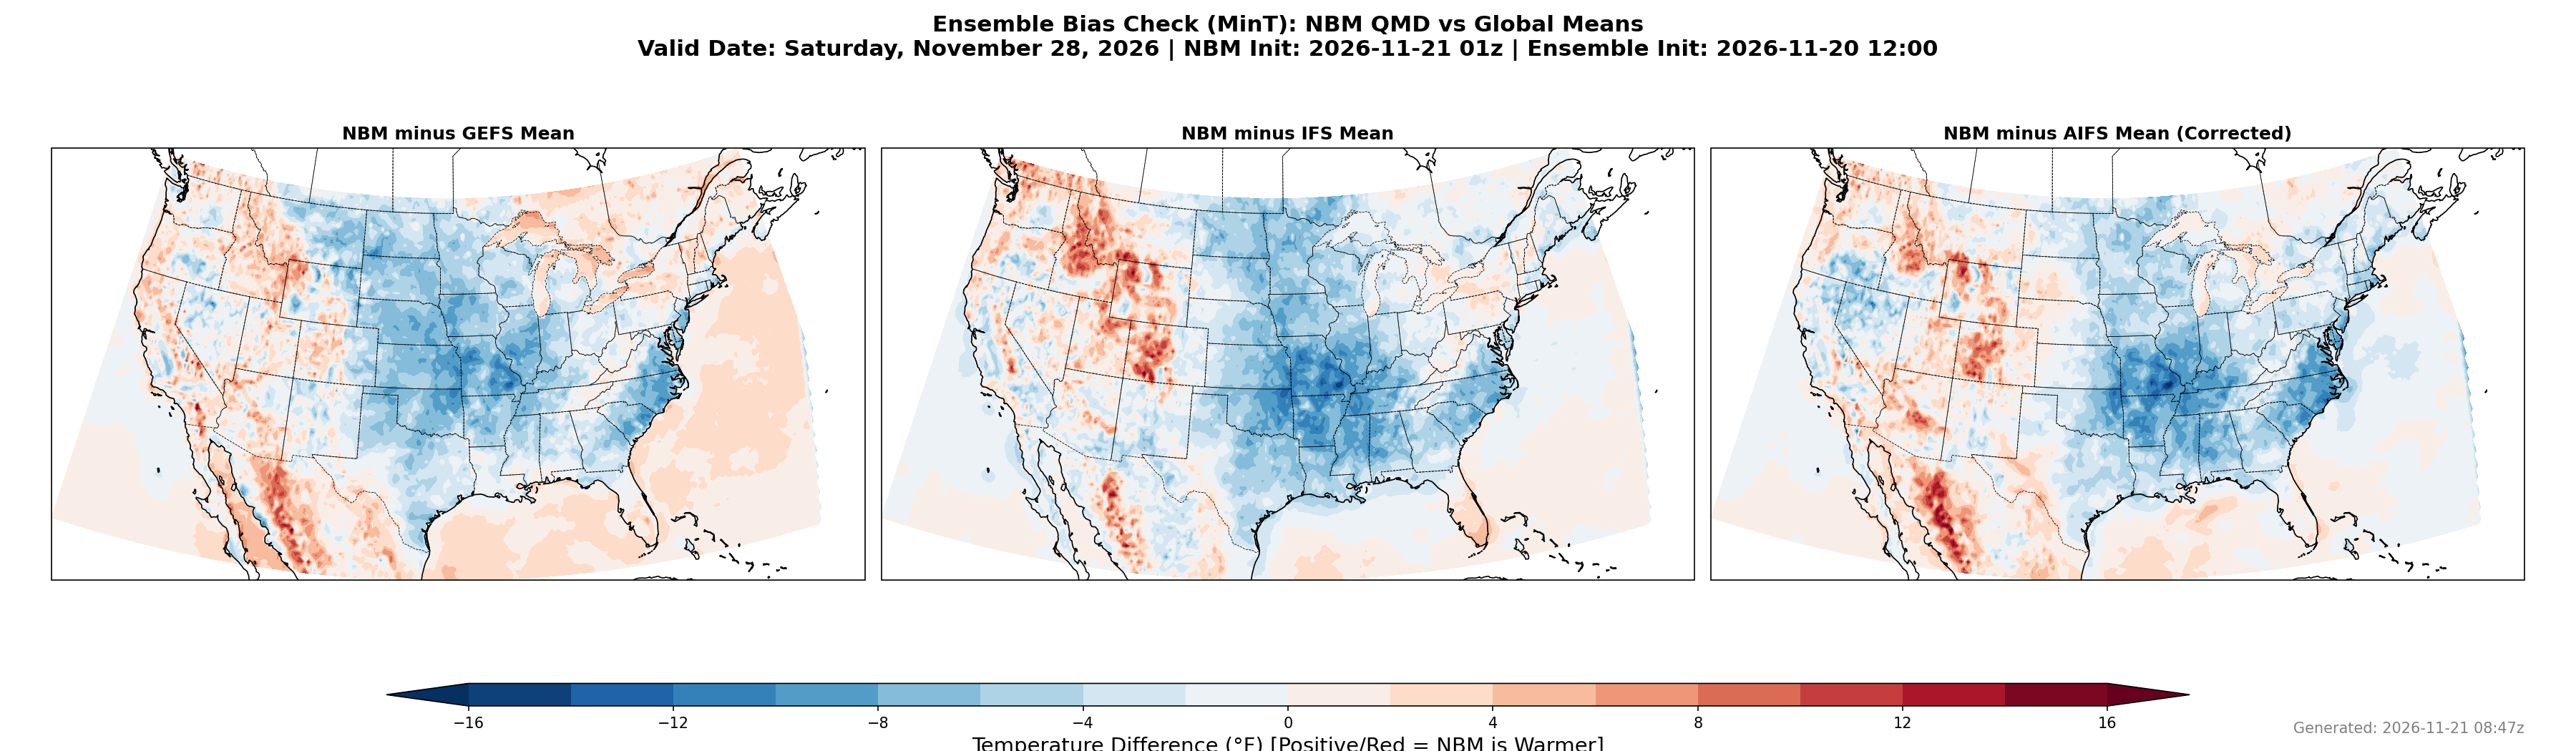 Ensemble Bias Check (MinT): NBM QMD vs Global Means
Valid Date: Saturday, November 28, 2026 | NBM Init: 2026-11-21 01z | Ensemble Init: 2026-11-20 12:00
NBM minus GEFS Mean
NBM minus IFS Mean
NBM minus AIFS Mean (Corrected)
−16 −12 −8 −4 0 4 8 12 16
Temperature Difference (°F) [Positive/Red = NBM is Warmer]
Generated: 2026-11-21 08:47z